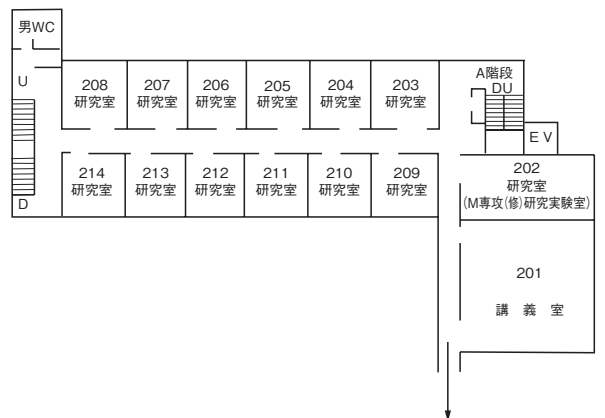 男WC
U
D
208
研究室
207
研究室
206
研究室
205
研究室
204
研究室
203
研究室
A階段
DU
EV
214
研究室
213
研究室
212
研究室
211
研究室
210
研究室
209
研究室
202
研究室
(M専攻(修)研究実験室)
201
講義室